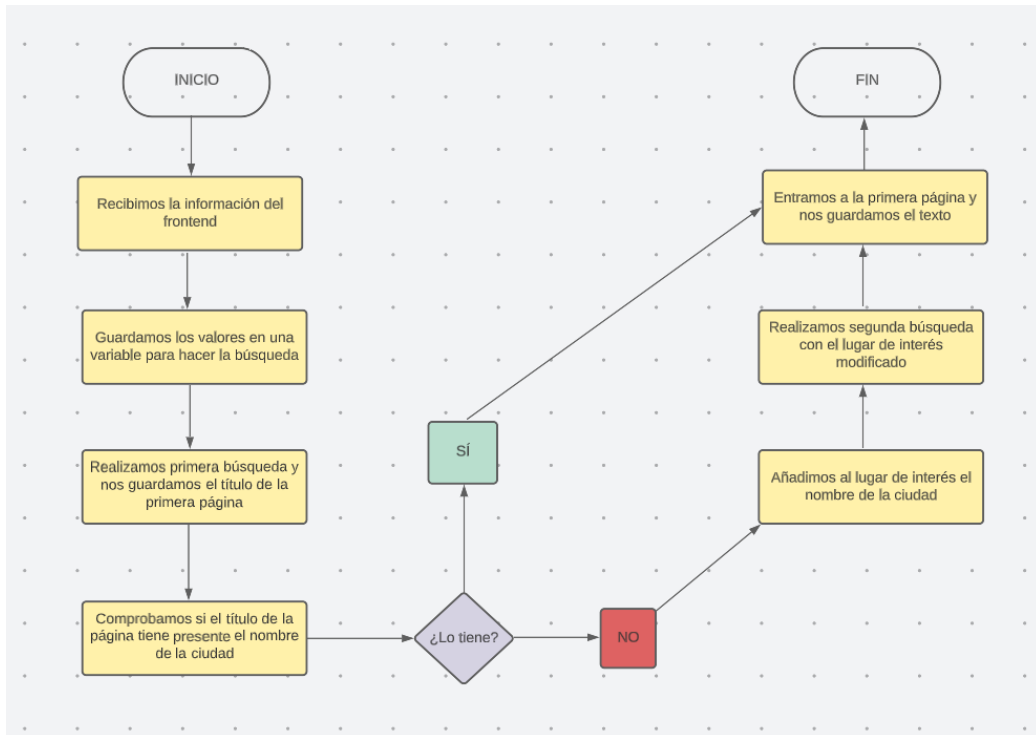 INICIO
Recibimos la información del
frontend
Guardamos los valores en una
variable para hacer la búsqueda
Realizamos primera búsqueda y
nos guardamos el título de la
primera página
Comprobamos si el título de la
página tiene presente el nombre
de la ciudad
¿Lo tiene?
SÍ
NO
Añadimos al lugar de interés el
nombre de la ciudad
Realizamos segunda búsqueda
con el lugar de interés
modificado
Entramos a la primera página y
nos guardamos el texto
FIN